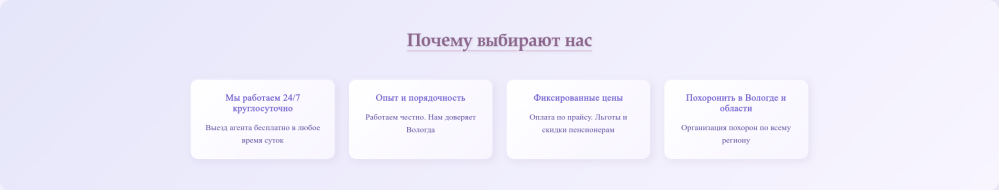 Почему выбирают нас
Мы работаем 24/7
круглосуточно
Выезд агента бесплатно в любое
время суток
Опыт и порядочность
Работаем честно. Нам доверяет
Вологда
Фиксированные цены
Оплата по прайсу. Льготы и
скидки пенсионерам
Похоронить в Вологде и
области
Организация похорон по всему
региону